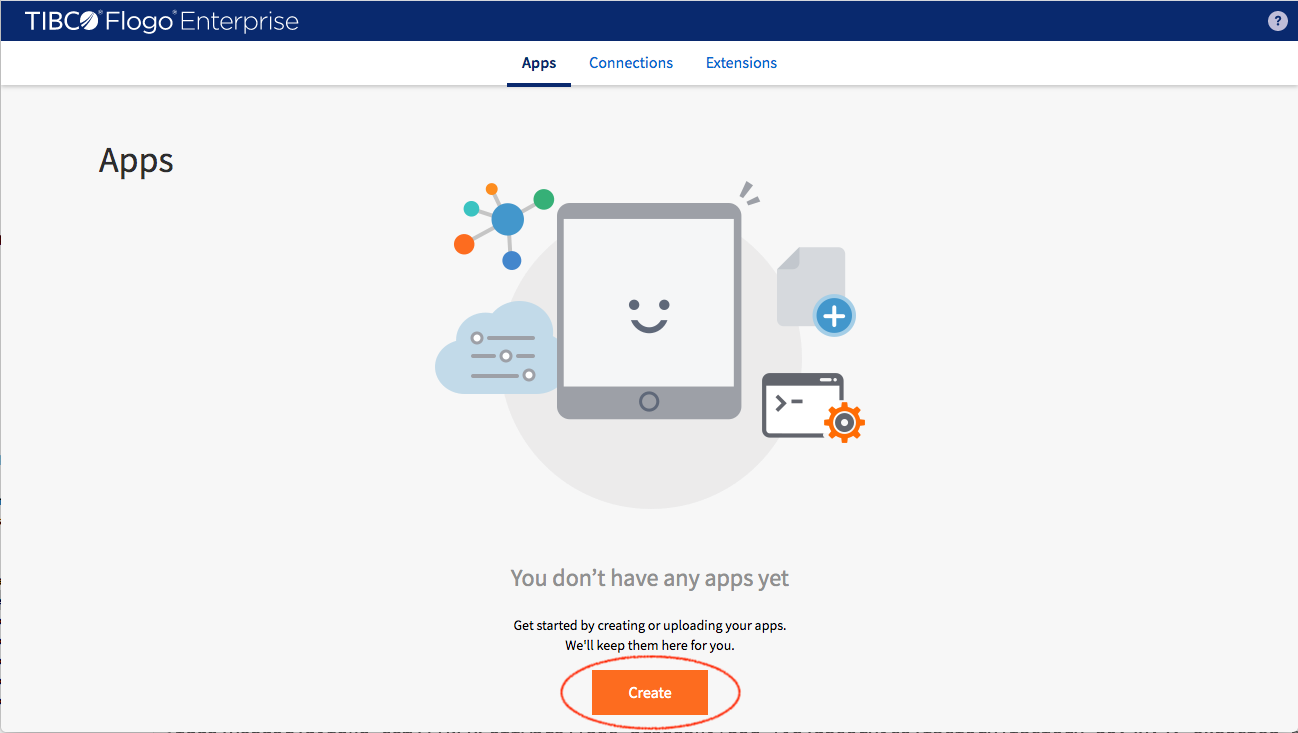 TIBCO® Flogo® Enterprise
?
Apps Connections Extensions
Apps
You don’t have any apps yet
Get started by creating or uploading your apps.
We'll keep them here for you.
Create